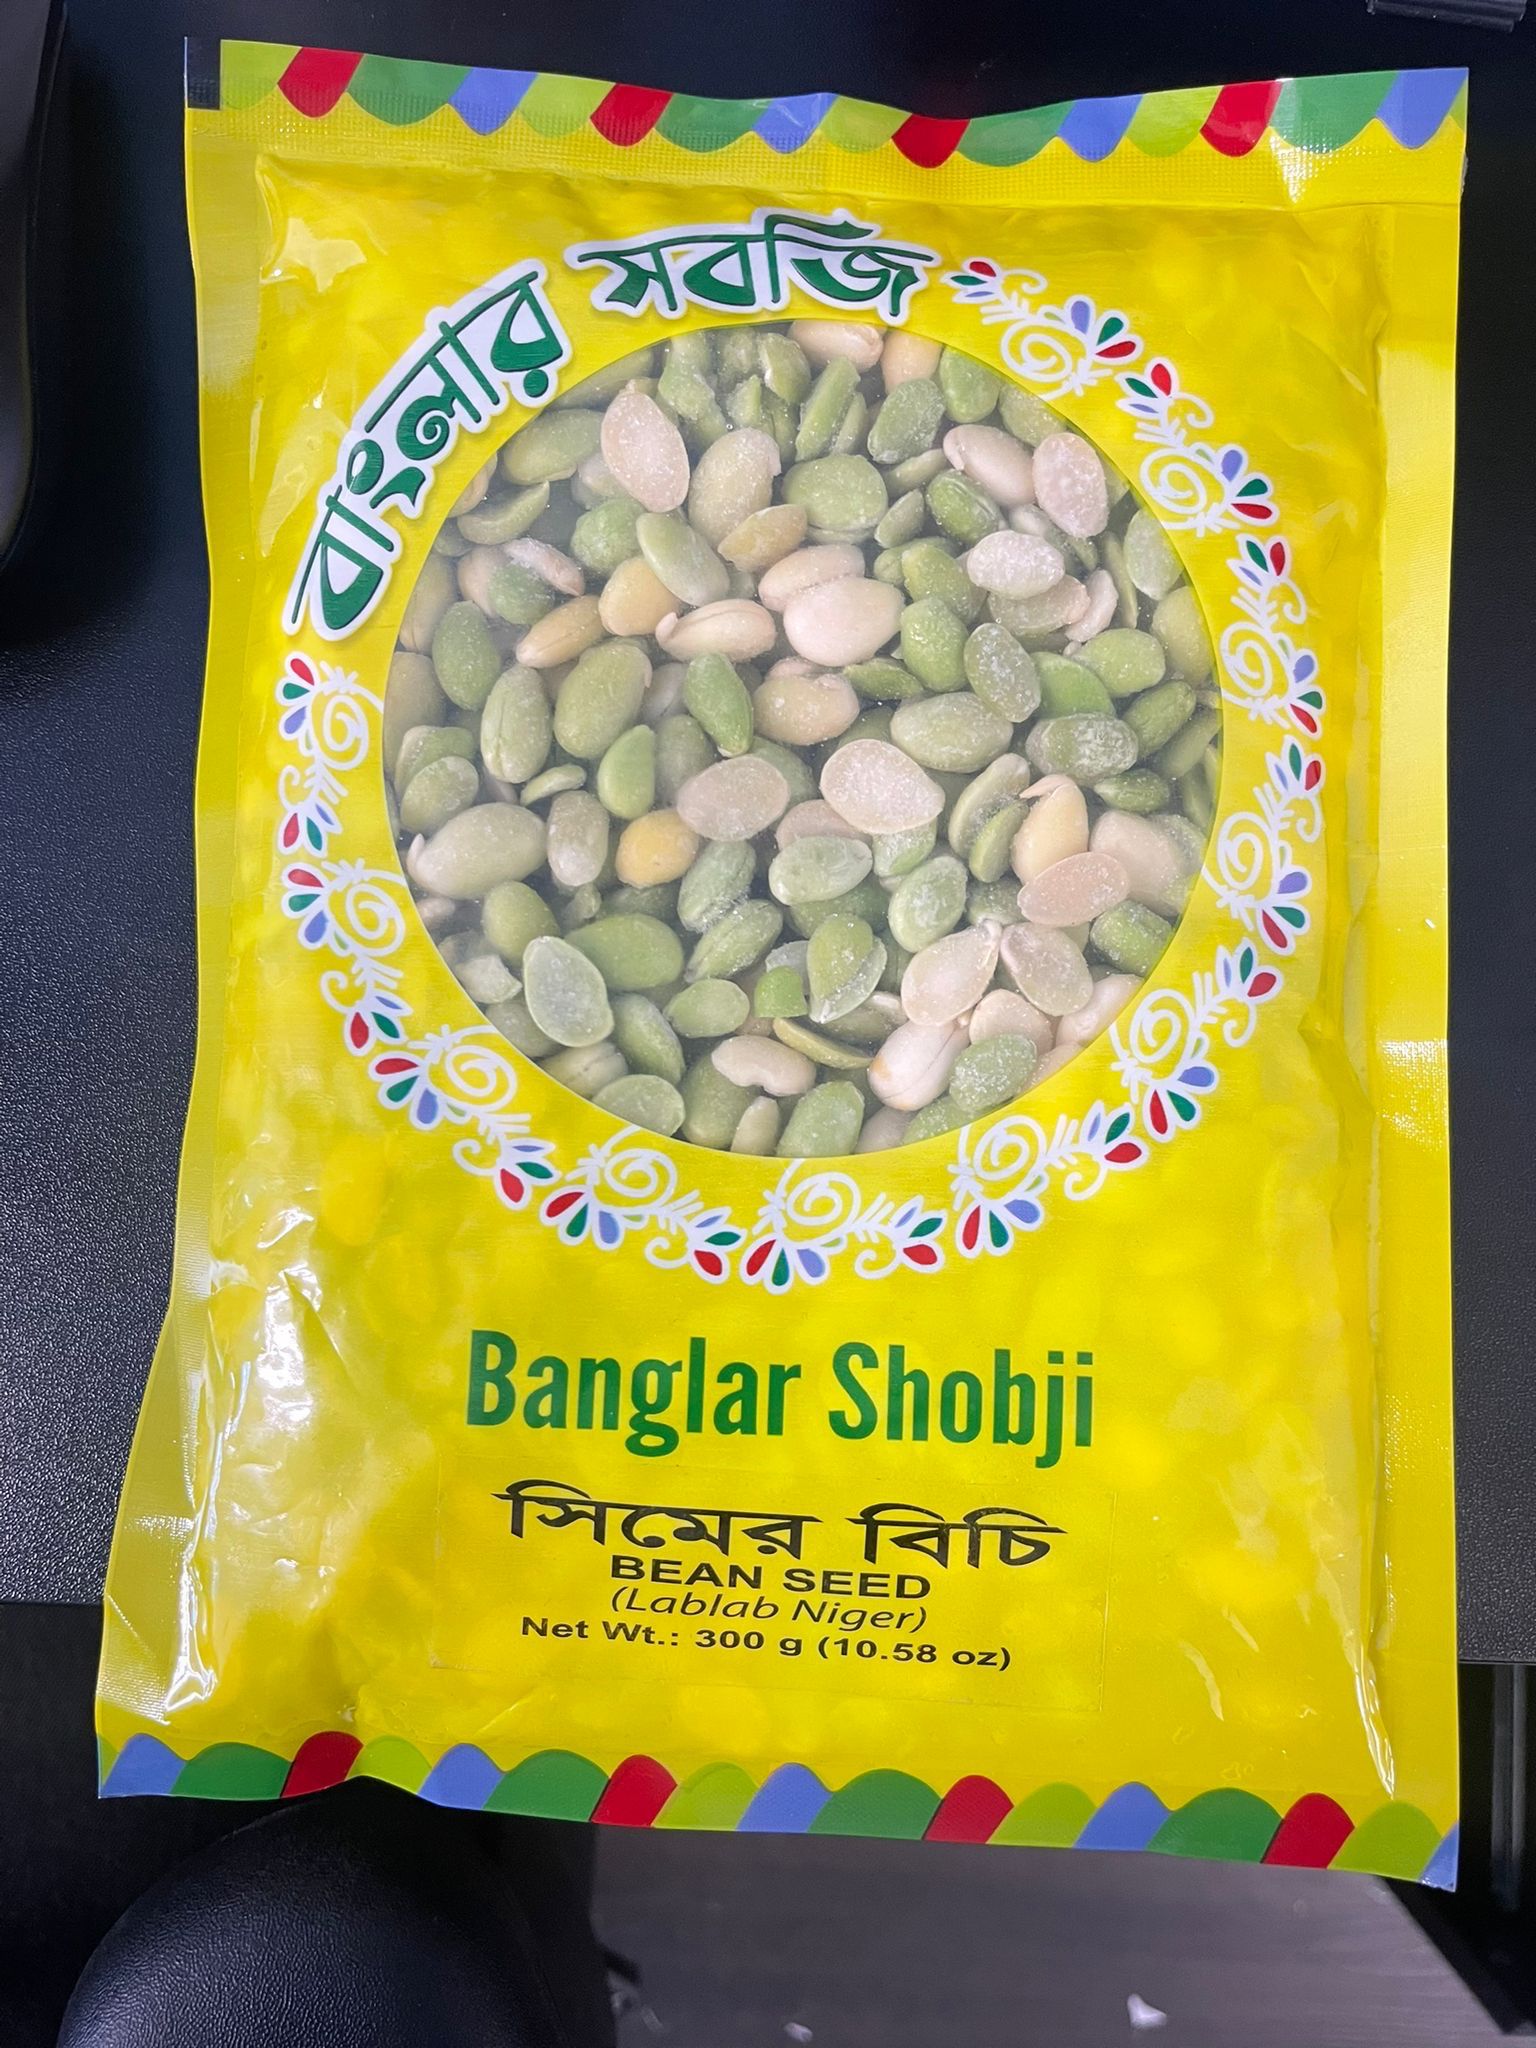 বাংলার সবজি
Banglar Shobji
সিমের বিচি
BEAN SEED
(Lablab Niger)
Net Wt.: 300 g (10.58 oz)